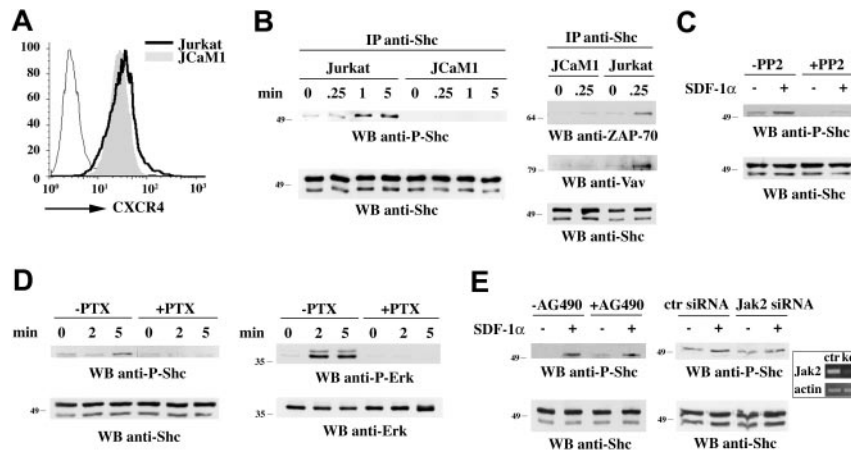 A
Jurkat
JCaM1
100
80
60
40
20
0
10⁰ 10¹ 10² 10³
CXCR4
B
IP anti-Shc
Jurkat JCaM1
min 0 .25 1 5 0 .25 1 5
49
WB anti-P-Shc
49
WB anti-Shc
IP anti-Shc
JCaM1 Jurkat
0 .25 0 .25
64
WB anti-ZAP-70
79
WB anti-Vav
49
WB anti-Shc
C
-PP2 +PP2
SDF-1α - + - +
49
WB anti-P-Shc
49
WB anti-Shc
D
-PTX +PTX
min 0 2 5 0 2 5
WB anti-P-Shc
49
WB anti-Shc
-PTX +PTX
min 0 2 5 0 2 5
35
WB anti-P-Erk
35
WB anti-Erk
E
-AG490 +AG490
SDF-1α - + - +
49
WB anti-P-Shc
49
WB anti-Shc
ctr siRNA Jak2 siRNA
- + - +
49
WB anti-P-Shc
49
WB anti-Shc
ctr
Jak2
actin